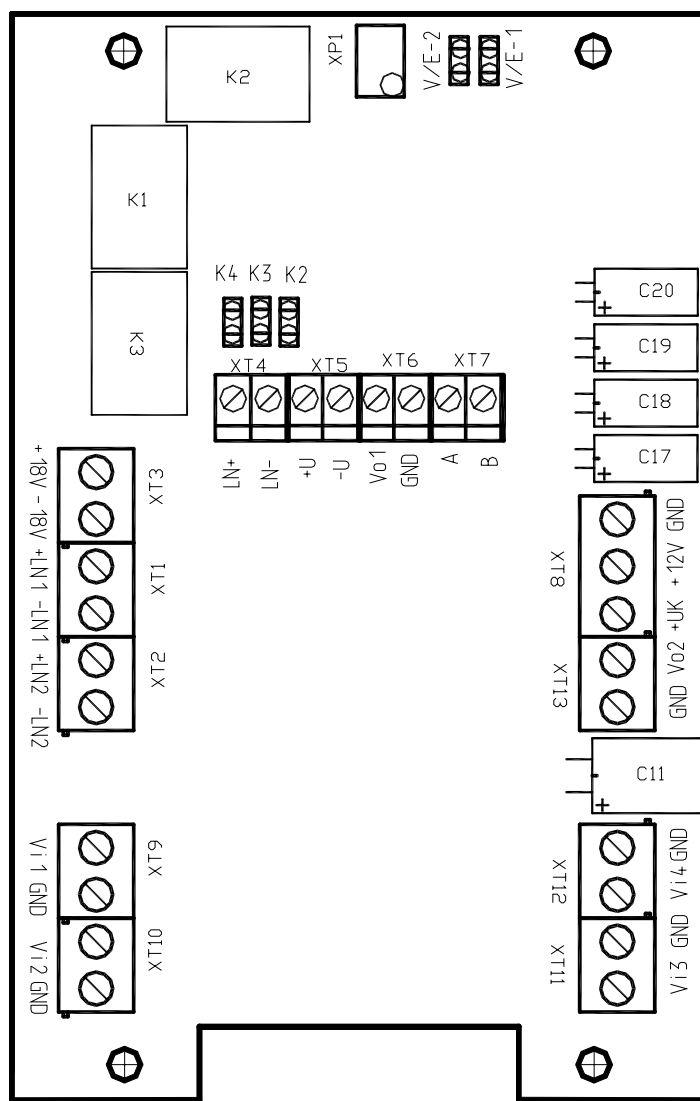 XP1
V/E-2
V/E-1
K2
K1
K3
K4 K3 K2
C20
C19
C18
C17
XT4 XT5 XT6 XT7
LN+ LN- +U -U Vo1 GND A B
+18V -18V +LN1 -LN1 +LN2 -LN2
XT3
XT1
XT2
XT8
XT13
GND Vo2 +UK +12V GND
C11
Vi1 GND
Vi2 GND
XT9
XT10
XT12
XT11
Vi4 GND
Vi3 GND